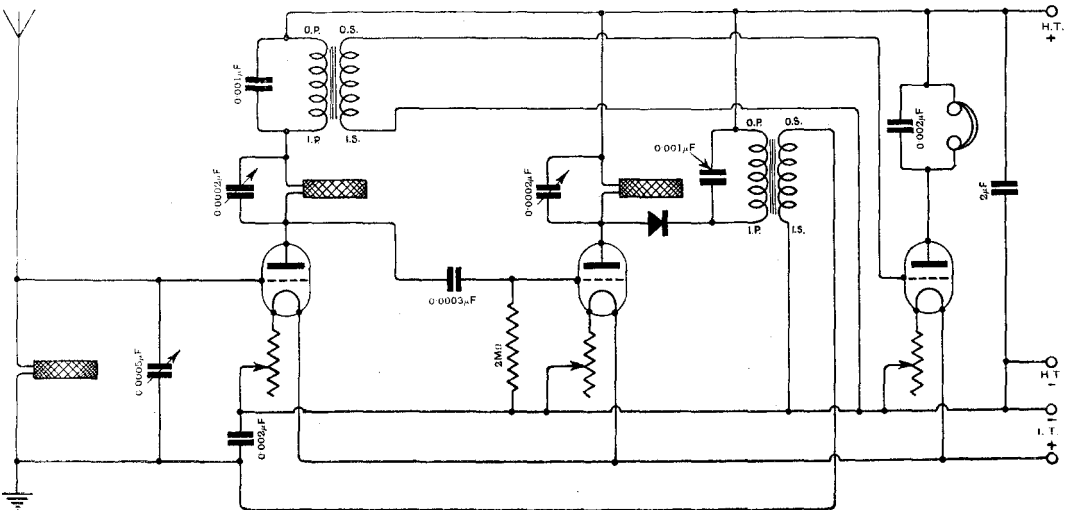 O.P. O.S.
H.T.
+
0·001µF
I.P. I.S.
0·0002µF
0·0002µF
0·001µF
O.P. O.S.
I.P. I.S.
0·002µF
2µF
0·0003µF
0·0005µF
2MΩ
H.T
-
0·002µF
-
L.T.
+